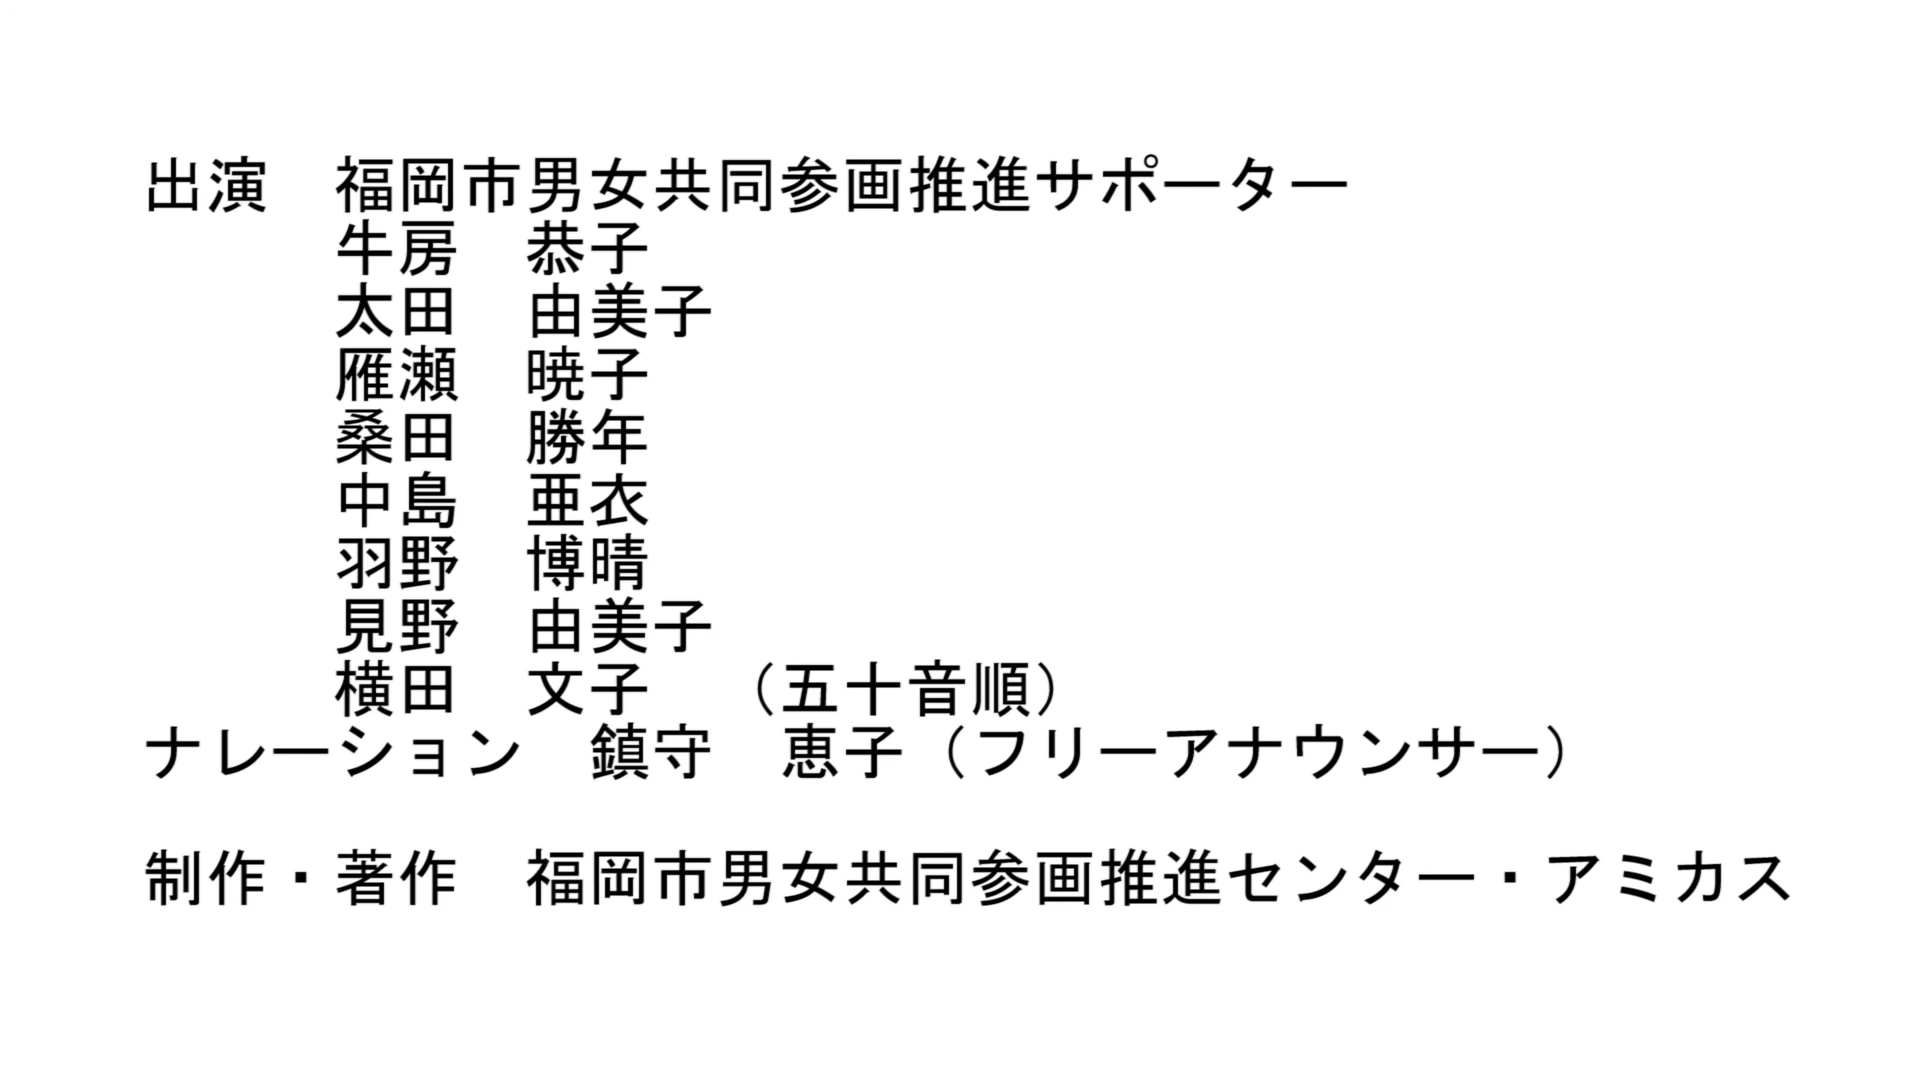 出演　福岡市男女共同参画推進サポーター
牛房　恭子
太田　由美子
雁瀬　暁子
桑田　勝年
中島　亜衣
羽野　博晴
見野　由美子
横田　文子　（五十音順）
ナレーション　鎮守　恵子（フリーアナウンサー）
制作・著作　福岡市男女共同参画推進センター・アミカス